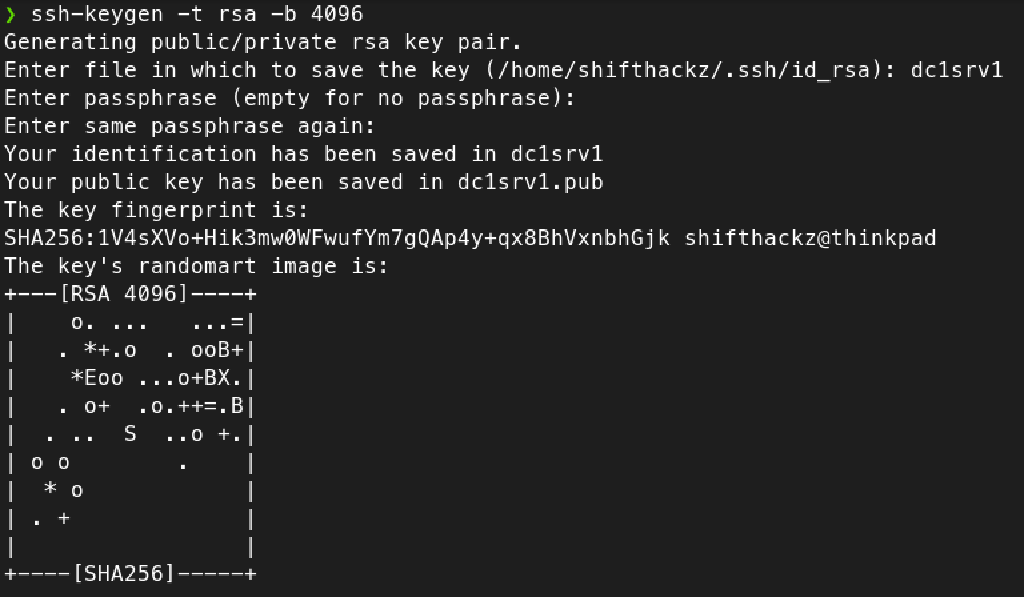 ❯ ssh-keygen -t rsa -b 4096
Generating public/private rsa key pair.
Enter file in which to save the key (/home/shifthackz/.ssh/id_rsa): dc1srv1
Enter passphrase (empty for no passphrase):
Enter same passphrase again:
Your identification has been saved in dc1srv1
Your public key has been saved in dc1srv1.pub
The key fingerprint is:
SHA256:1V4sXVo+Hik3mw0WFwufYm7gQAp4y+qx8BhVxnbhGjk shifthackz@thinkpad
The key's randomart image is:
+---[RSA 4096]----+
|    o. ...   ...=|
|   . *+.o  . ooB+|
|    *Eoo ...o+BX.|
|   . o+  .o.++=.B|
|  . ..  S  ..o +.|
| o o        .    |
|  * o            |
| . +             |
|                 |
+----[SHA256]-----+